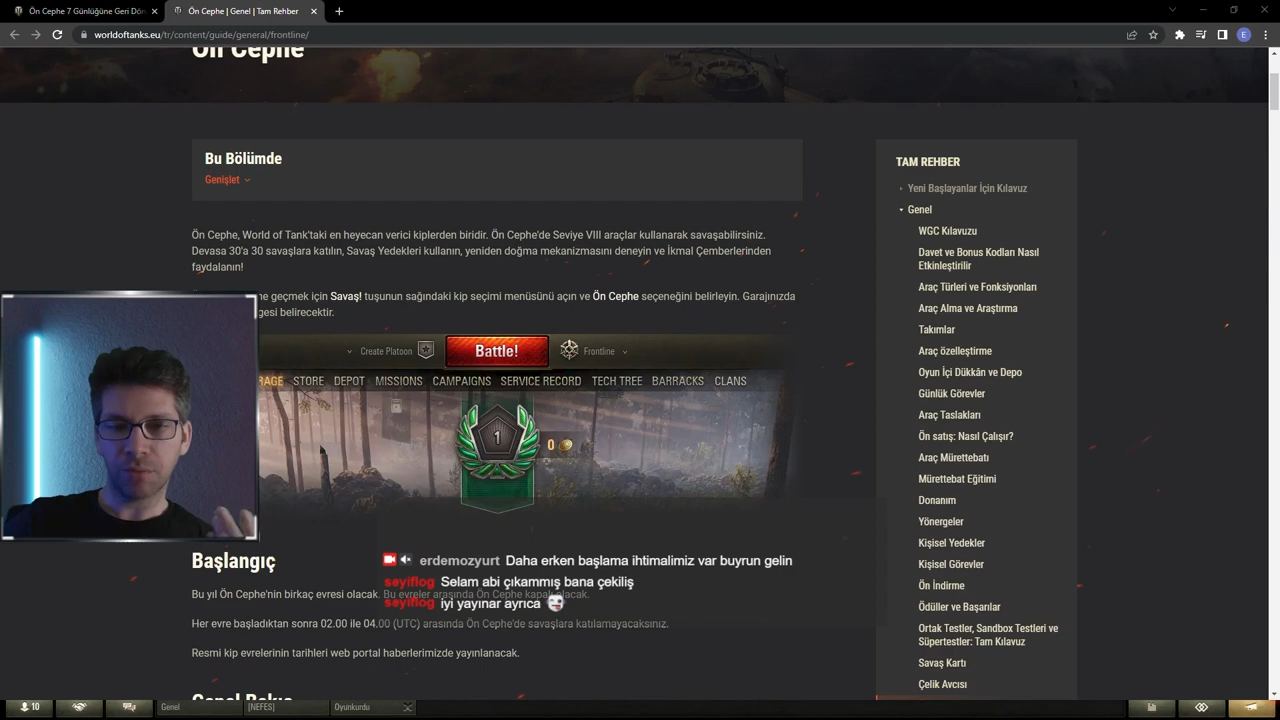 Ön Cephe 7 Günlüğüne Geri Dön
Ön Cephe | Genel | Tam Rehber
worldoftanks.eu/tr/content/guide/general/frontline/
E
Ön Cephe
Bu Bölümde
Genişlet
Ön Cephe, World of Tank'taki en heyecan verici kiplerden biridir. Ön Cephe'de Seviye VIII araçlar kullanarak savaşabilirsiniz.
Devasa 30'a 30 savaşlara katılın, Savaş Yedekleri kullanın, yeniden doğma mekanizmasını deneyin ve İkmal Çemberlerinden
faydalanın!
geçmek için Savaş! tuşunun sağındaki kip seçimi menüsünü açın ve Ön Cephe seçeneğini belirleyin. Garajınızda
belirecektir.
Create Platoon
Battle!
Frontline
STORE DEPOT MISSIONS CAMPAIGNS SERVICE RECORD TECH TREE BARRACKS CLANS
1
0
Başlangıç
Bu yıl Ön Cephe'nin birkaç evresi olacak. Bu evreler arasında Ön Cephe kapalı olacak.
Her evre başladıktan sonra 02.00 ile 04.00 (UTC) arasında Ön Cephe'de savaşlara katılamayacaksınız.
Resmi kip evrelerinin tarihleri web portal haberlerimizde yayınlanacak.
Genel Bakış
erdemozyurt Daha erken başlama ihtimalimiz var buyrun gelin
seyiflog Selam abi çıkammış bana çekiliş
seyiflog iyi yayınar ayrıca
TAM REHBER
Yeni Başlayanlar İçin Kılavuz
Genel
WGC Kılavuzu
Davet ve Bonus Kodları Nasıl
Etkinleştirilir
Araç Türleri ve Fonksiyonları
Araç Alma ve Araştırma
Takımlar
Araç özelleştirme
Oyun İçi Dükkân ve Depo
Günlük Görevler
Araç Taslakları
Ön satış: Nasıl Çalışır?
Araç Mürettebatı
Mürettebat Eğitimi
Donanım
Yönergeler
Kişisel Yedekler
Kişisel Görevler
Ön İndirme
Ödüller ve Başarılar
Ortak Testler, Sandbox Testleri ve
Süpertestler: Tam Kılavuz
Savaş Kartı
Çelik Avcısı
10
Genel
[NEFES]
Oyunkurdu